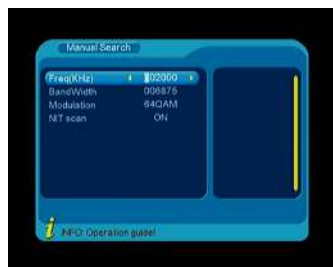 Manual Search
Freq(KHz) 02000
BandWidth 006875
Modulation 64QAM
NIT scan ON
INFO: Operation guide!